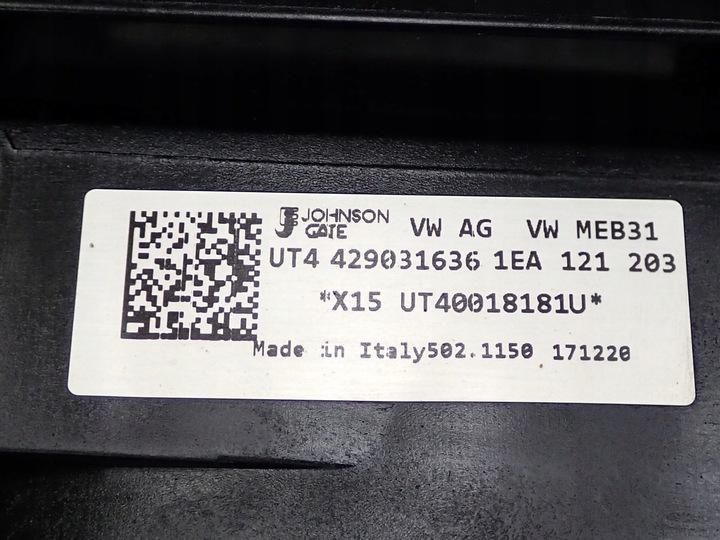 JOHNSON
GATE
VW AG VW MEB31
UT4 429031636 1EA 121 203
*X15 UT40018181U*
Made in Italy502.1150 171220